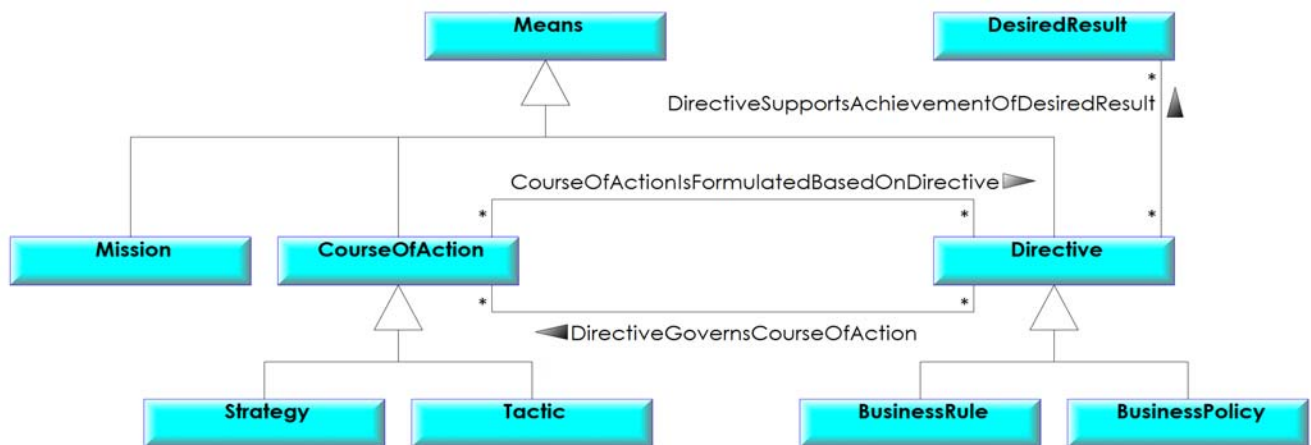 Means
DesiredResult
*
DirectiveSupportsAchievementOfDesiredResult
CourseOfActionIsFormulatedBasedOnDirective
* * *
Mission
CourseOfAction
Directive
* *
DirectiveGovernsCourseOfAction
Strategy
Tactic
BusinessRule
BusinessPolicy